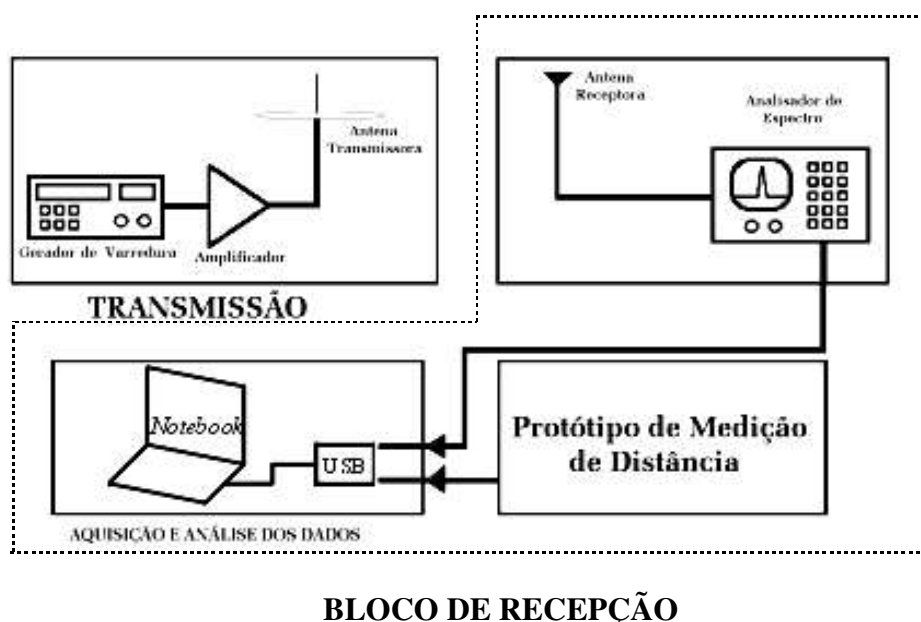 Antena
Transmissora
Gerador de Varredura
Amplificador
TRANSMISSÃO
Antena
Receptora
Analisador de
Espectro
Notebook
USB
Protótipo de Medição
de Distância
AQUISIÇÃO E ANÁLISE DOS DADOS
BLOCO DE RECEPÇÃO